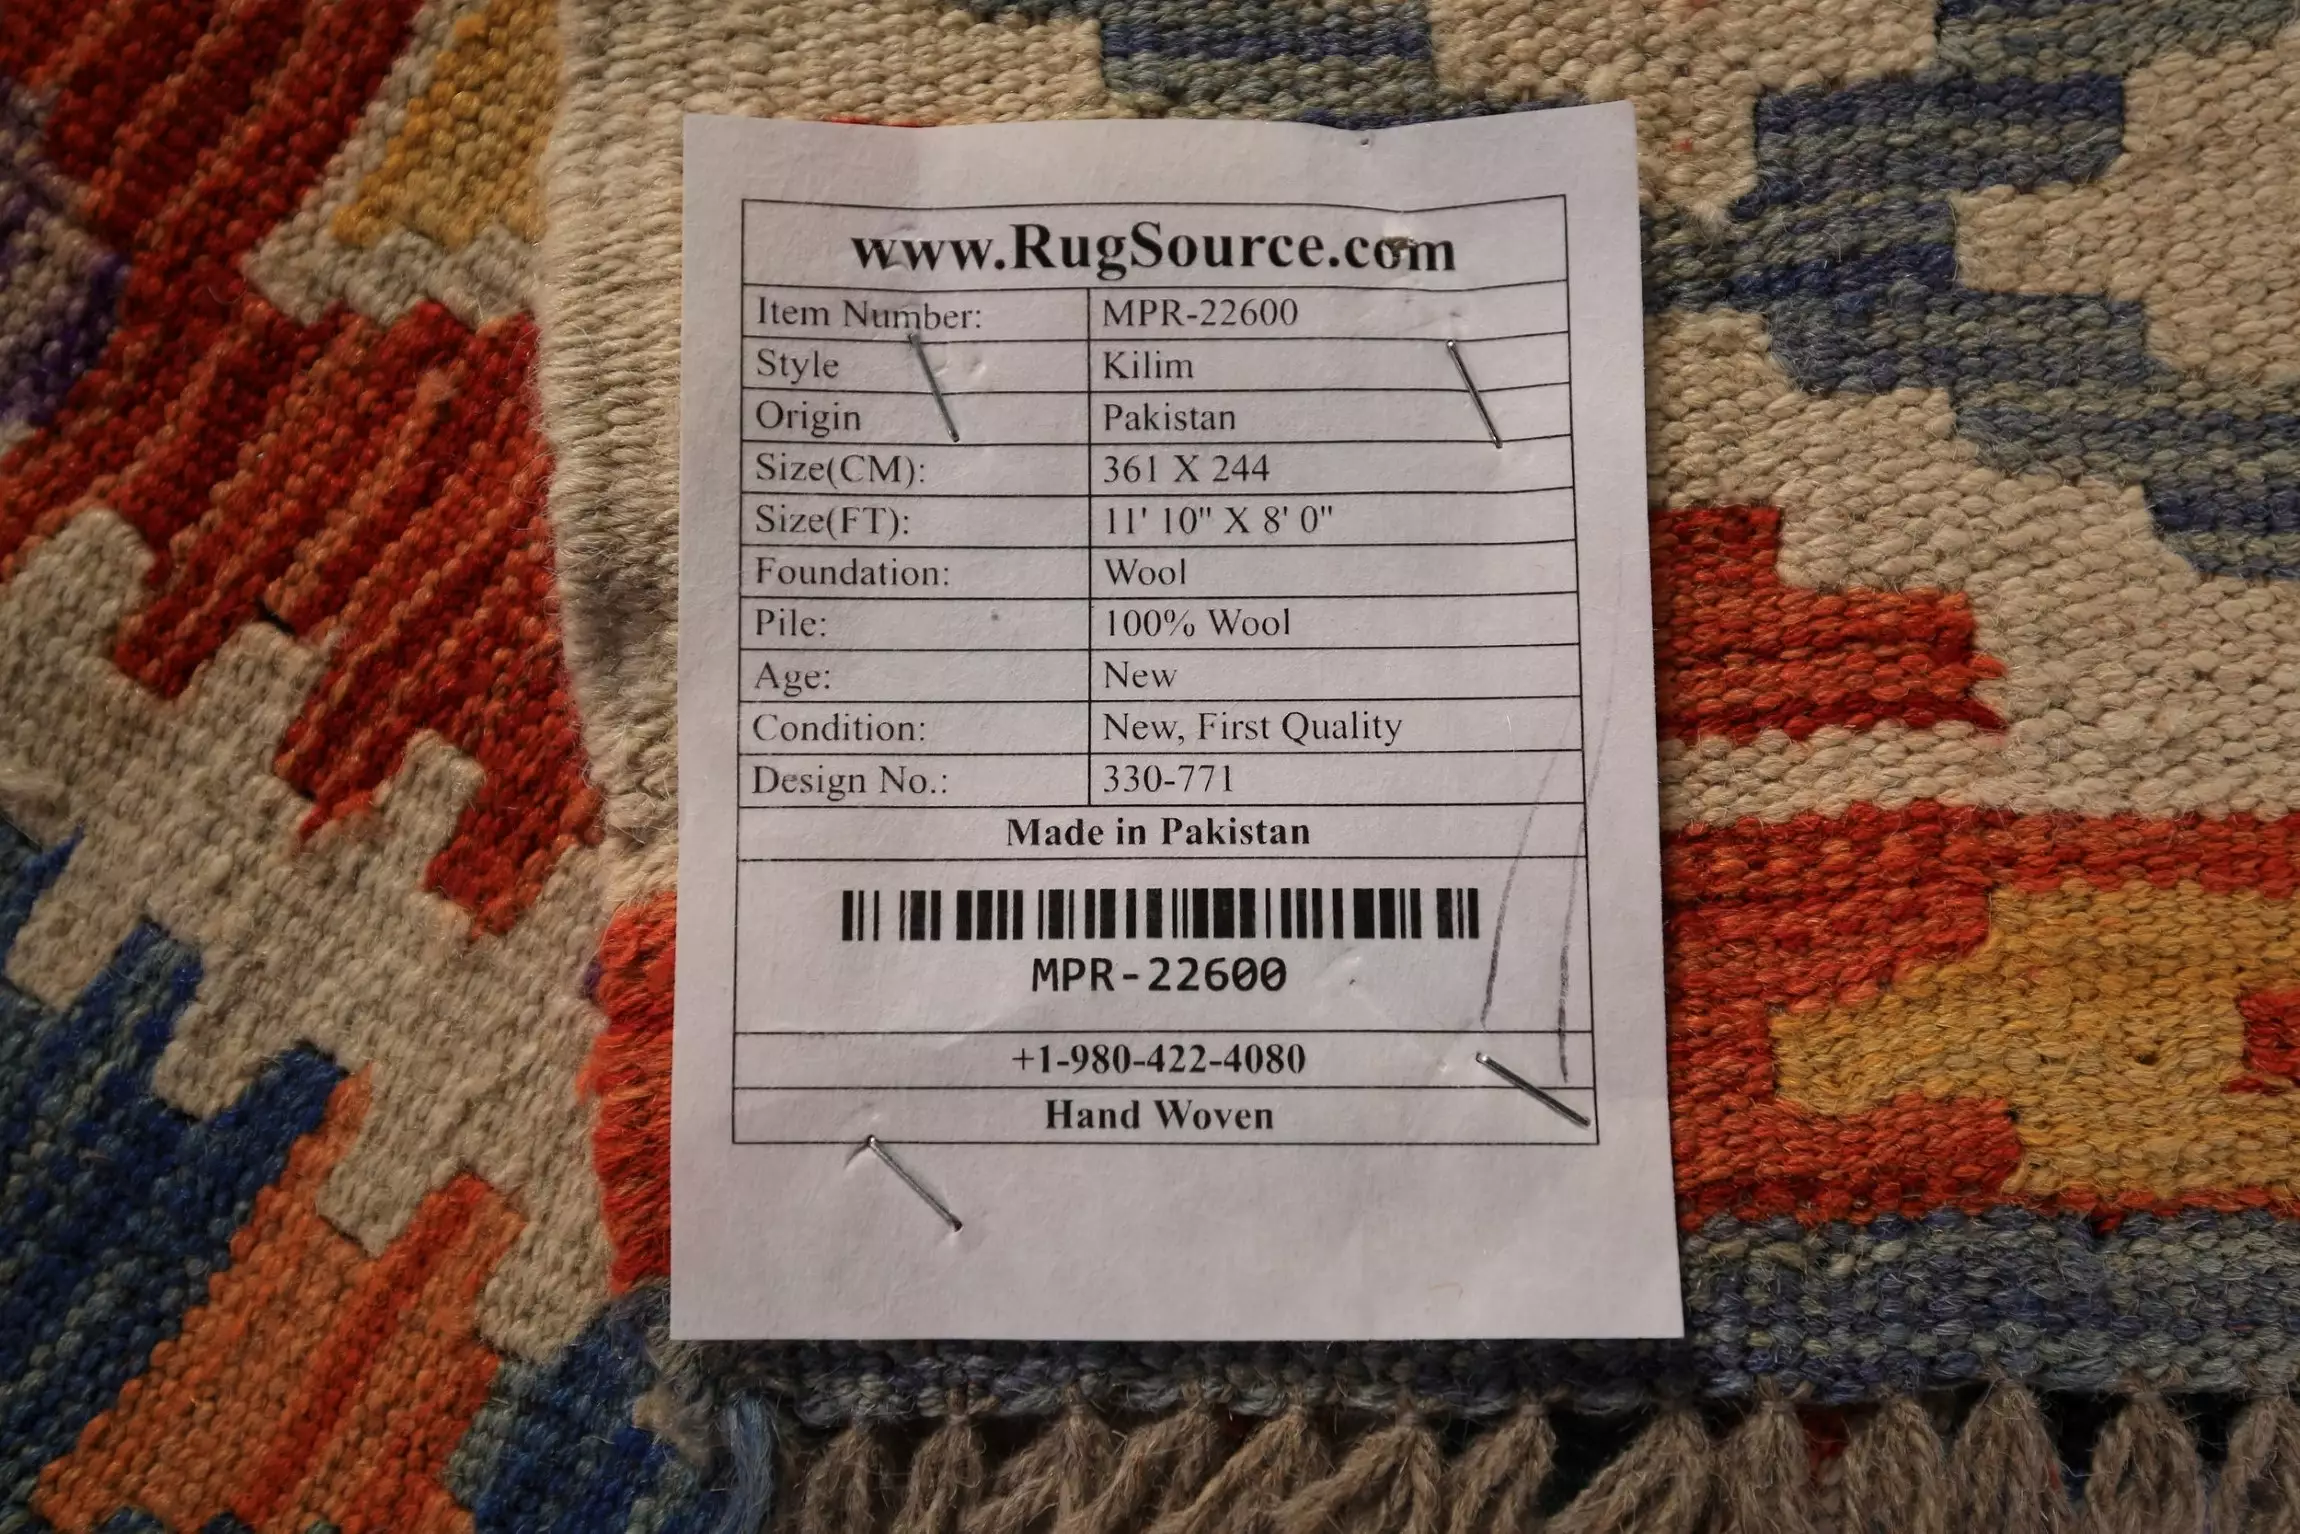 www.RugSource.com
Item Number: MPR-22600
Style Kilim
Origin Pakistan
Size(CM): 361 X 244
Size(FT): 11' 10" X 8' 0"
Foundation: Wool
Pile: 100% Wool
Age: New
Condition: New, First Quality
Design No.: 330-771
Made in Pakistan
MPR-22600
+1-980-422-4080
Hand Woven